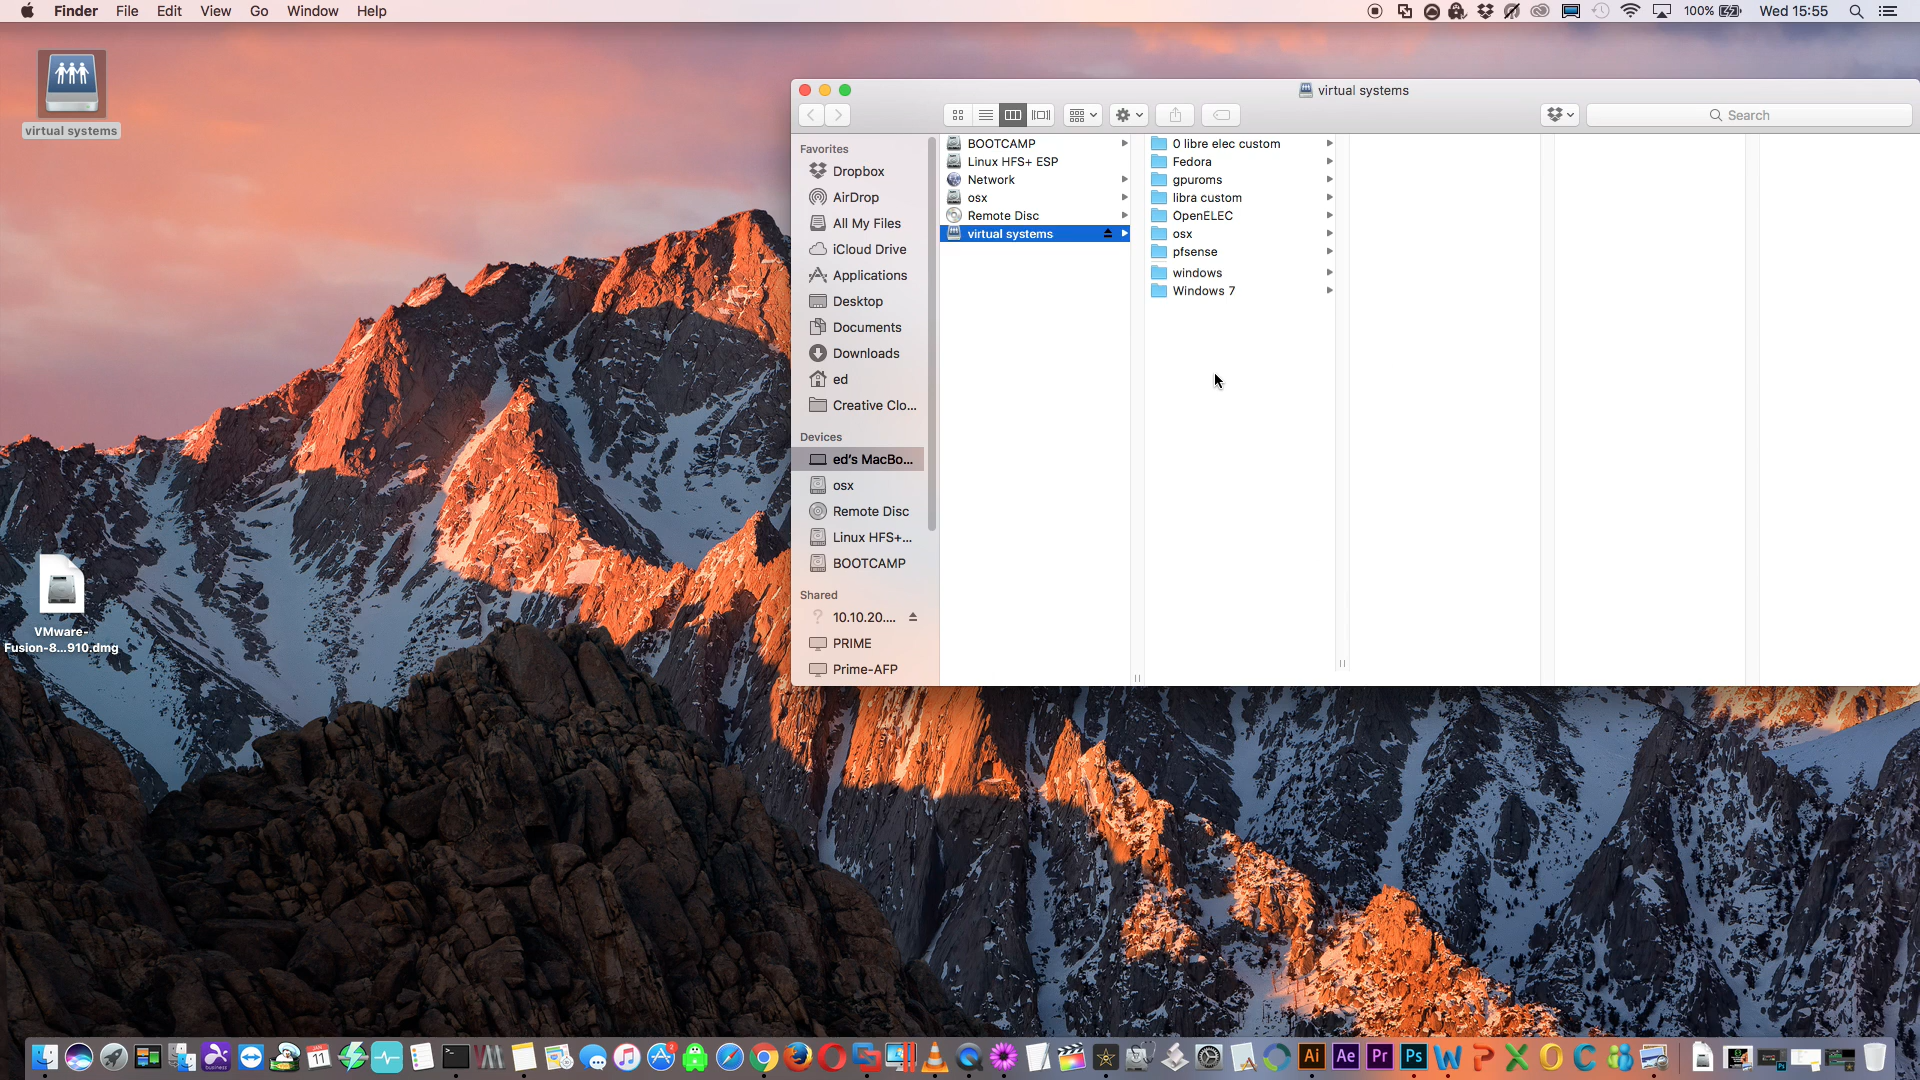 Finder File Edit View Go Window Help
100% Wed 15:55
virtual systems
VMware-
Fusion-8...910.dmg
virtual systems
Search
Favorites
Dropbox
AirDrop
All My Files
iCloud Drive
Applications
Desktop
Documents
Downloads
ed
Creative Clo...
Devices
ed's MacBo...
osx
Remote Disc
Linux HFS+...
BOOTCAMP
Shared
10.10.20....
PRIME
Prime-AFP
BOOTCAMP
Linux HFS+ ESP
Network
osx
Remote Disc
virtual systems
0 libre elec custom
Fedora
gpuroms
libra custom
OpenELEC
osx
pfsense
windows
Windows 7
JAN
11
2
Ai Ae Pr Ps